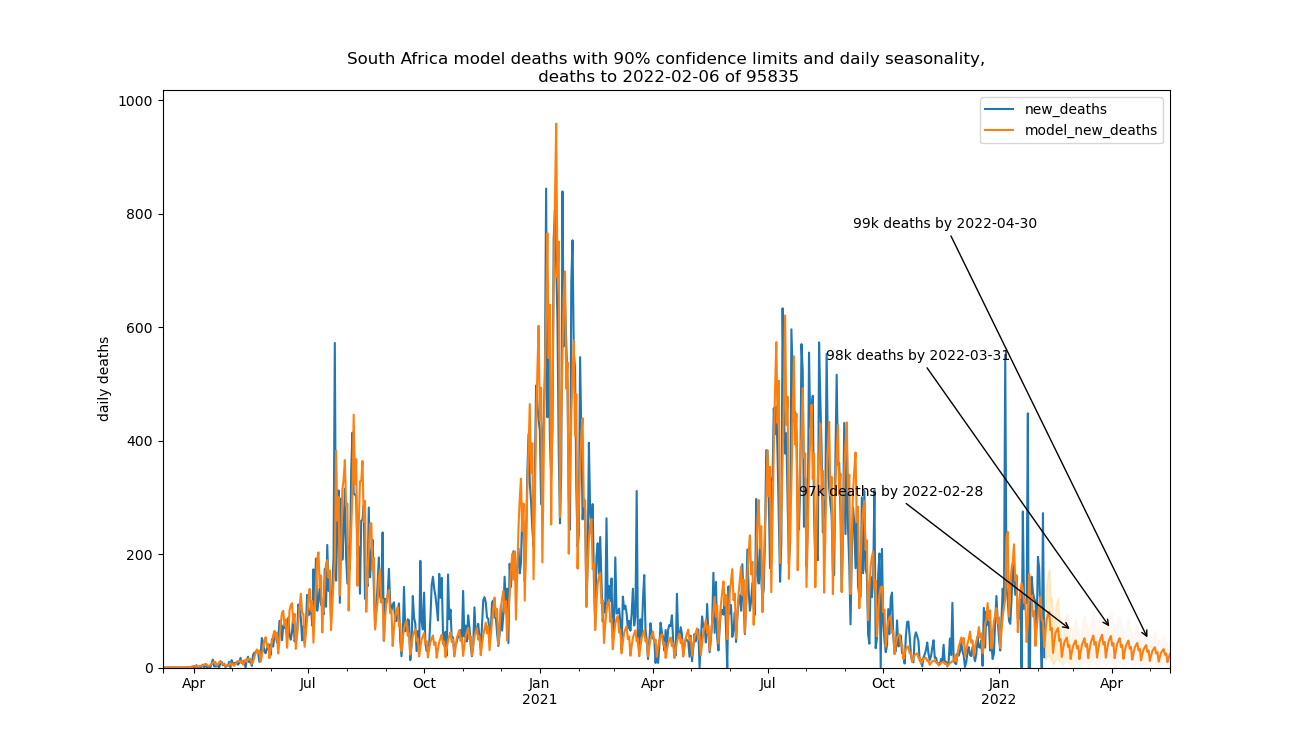 South Africa model deaths with 90% confidence limits and daily seasonality,
deaths to 2022-02-06 of 95835
new_deaths
model_new_deaths
daily deaths
1000
800
600
400
200
0
99k deaths by 2022-04-30
98k deaths by 2022-03-31
97k deaths by 2022-02-28
Apr Jul Oct Jan Apr Jul Oct Jan Apr
2021 2022